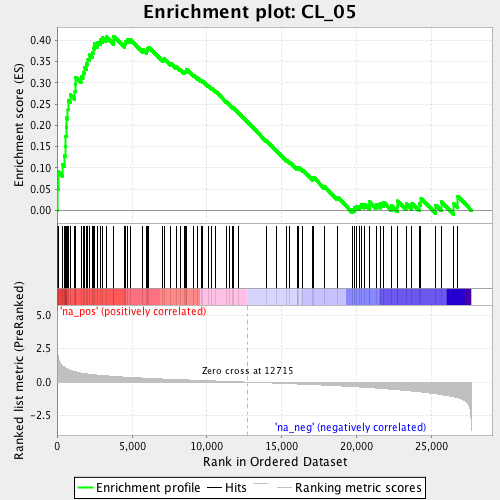 Enrichment plot: CL_05
Enrichment score (ES)
0.40
0.35
0.30
0.25
0.20
0.15
0.10
0.05
0.00
'na_pos' (positively correlated)
Ranked list metric (PreRanked)
5.0
2.5
0.0
-2.5
Zero cross at 12715
'na_neg' (negatively correlated)
0
5,000
10,000
15,000
20,000
25,000
Rank in Ordered Dataset
Enrichment profile
Hits
Ranking metric scores